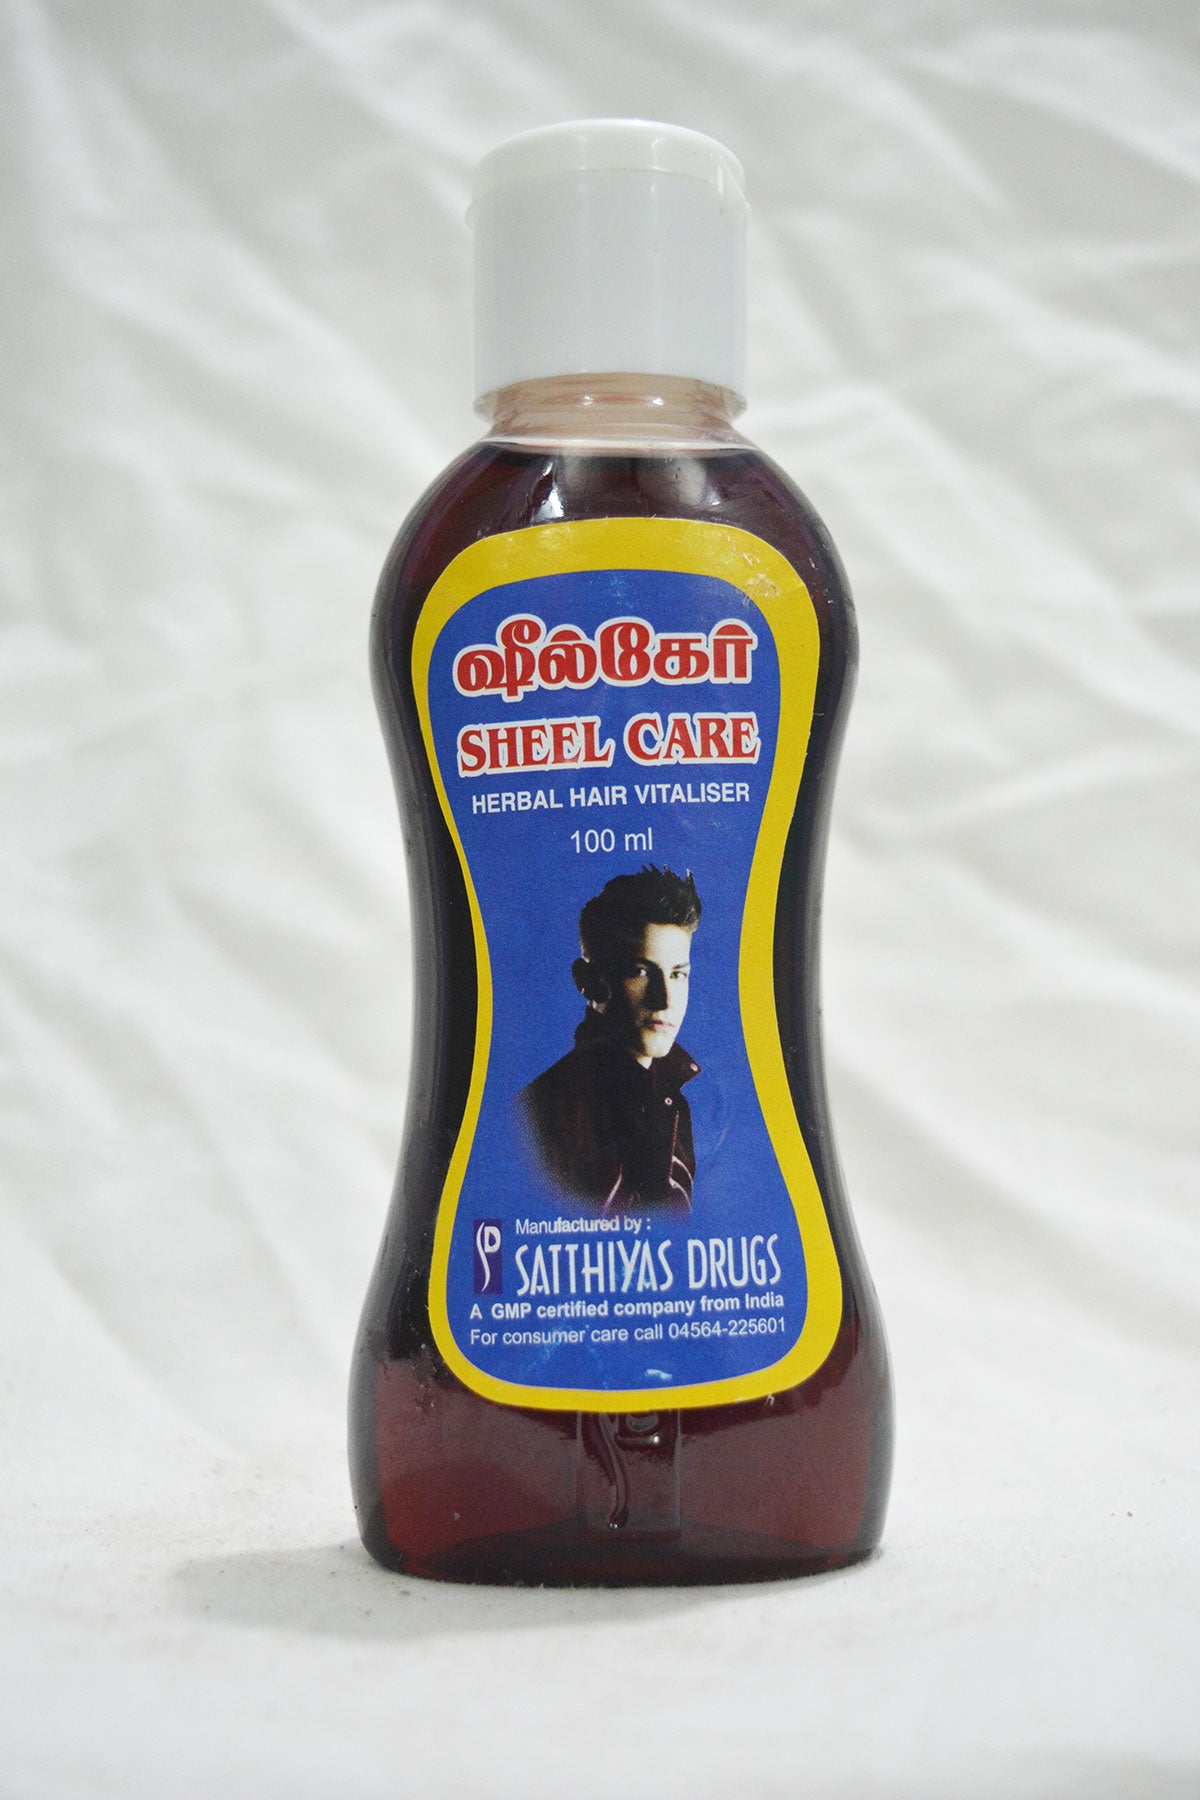 ஷீல்கேர்
SHEEL CARE
HERBAL HAIR VITALISER
100 ml
Manufactured by :
SATTHIYAS DRUGS
A GMP certified company from India
For consumer care call 04564-225601